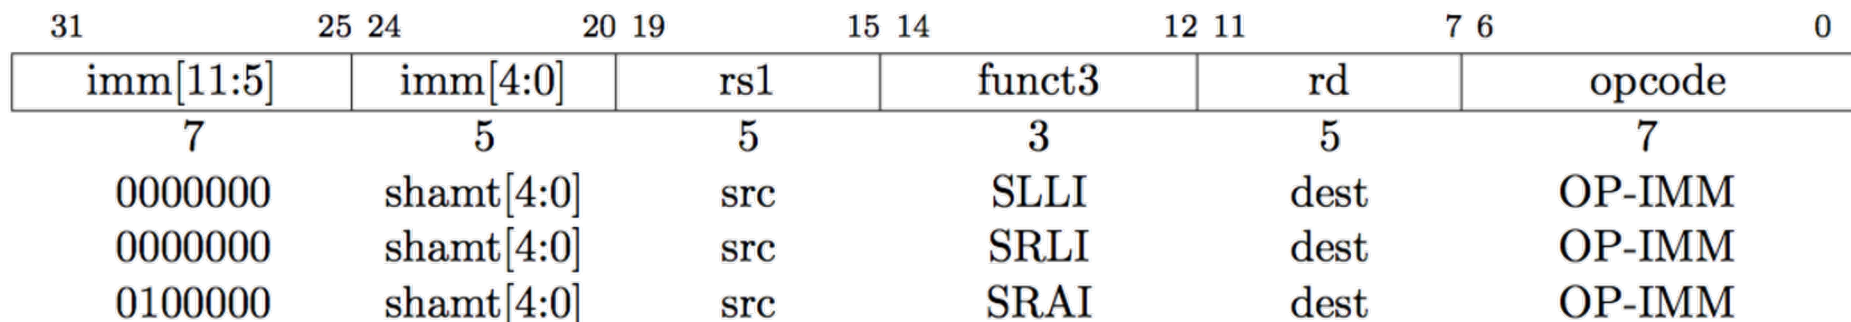 31 25 24 20 19 15 14 12 11 7 6 0
imm[11:5] imm[4:0] rs1 funct3 rd opcode
7 5 5 3 5 7
0000000 shamt[4:0] src SLLI dest OP-IMM
0000000 shamt[4:0] src SRLI dest OP-IMM
0100000 shamt[4:0] src SRAI dest OP-IMM